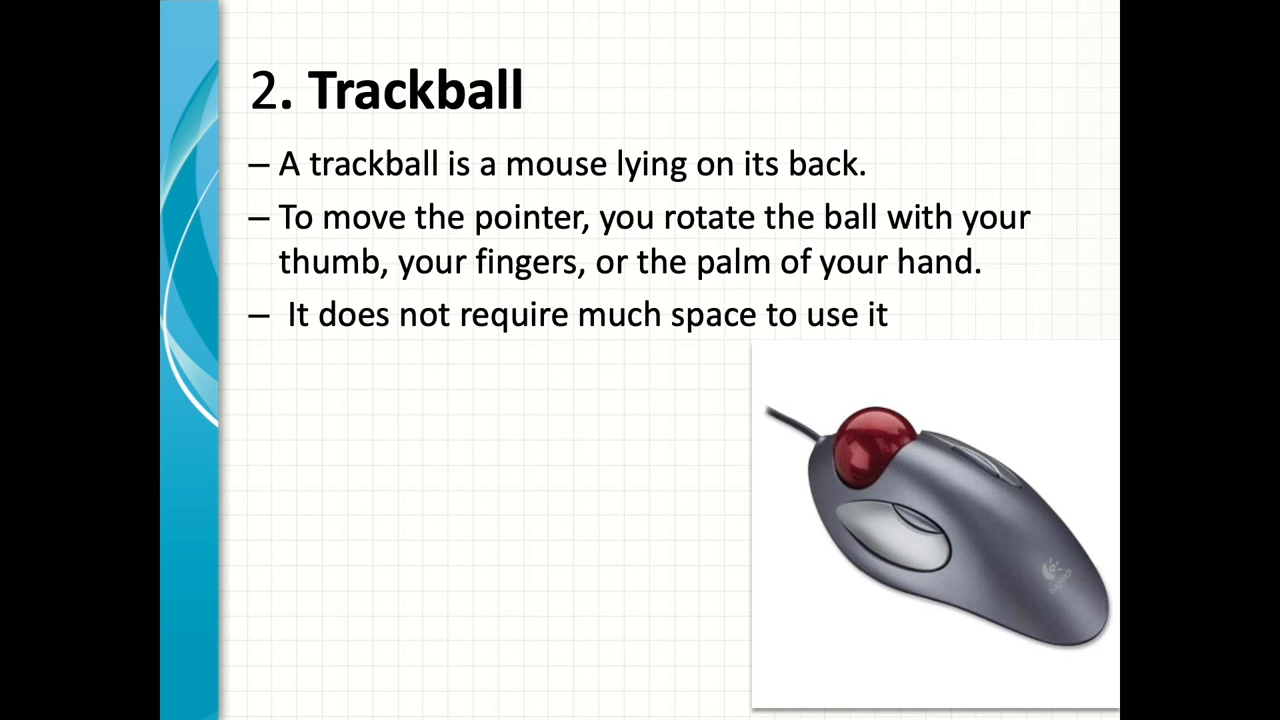 2. Trackball
– A trackball is a mouse lying on its back.
– To move the pointer, you rotate the ball with your
thumb, your fingers, or the palm of your hand.
– It does not require much space to use it
Logitech